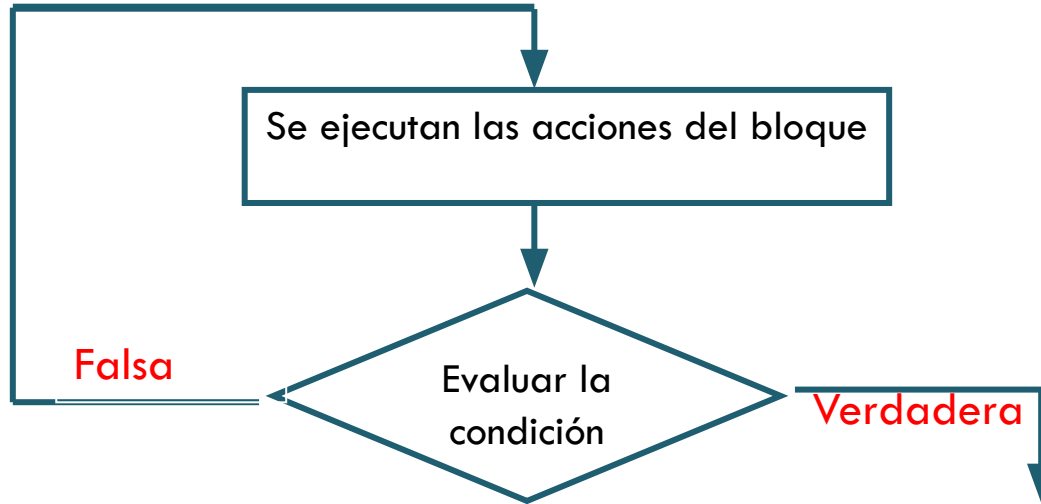 Se ejecutan las acciones del bloque
Falsa
Evaluar la
condición
Verdadera